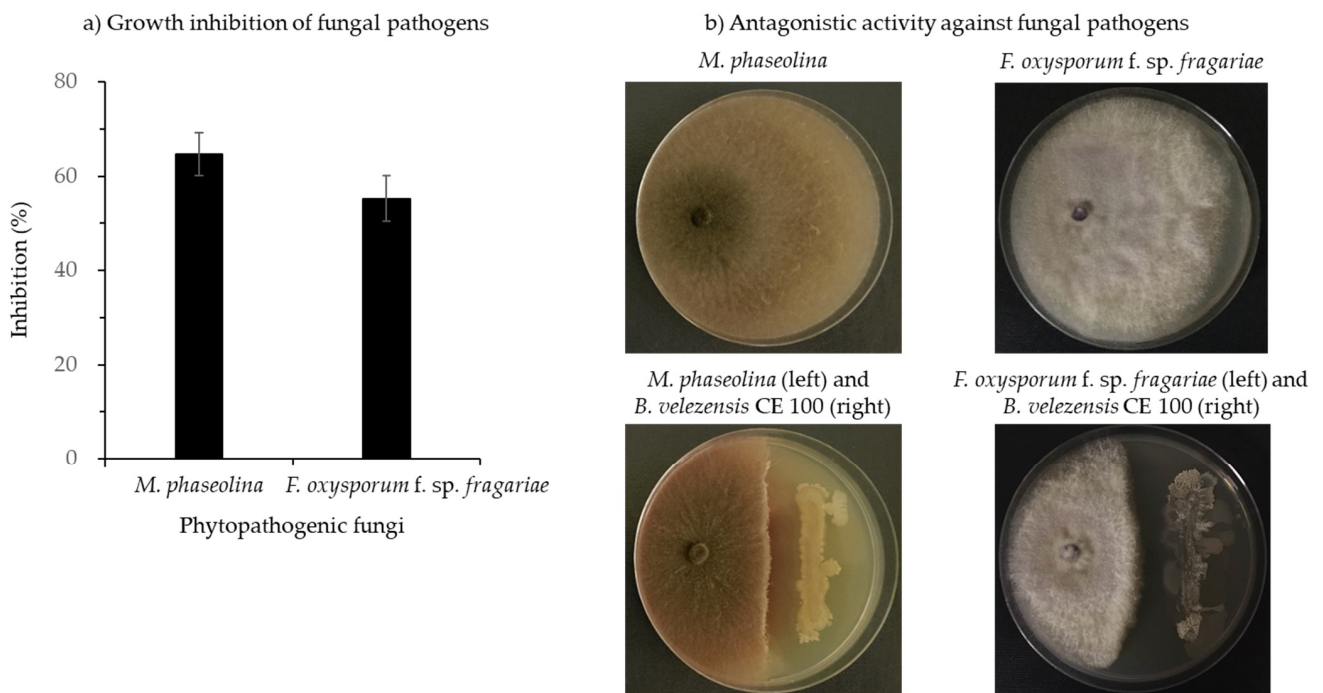 a) Growth inhibition of fungal pathogens
80
60
40
20
0
Inhibition (%)
M. phaseolina
F. oxysporum f. sp. fragariae
Phytopathogenic fungi
b) Antagonistic activity against fungal pathogens
M. phaseolina
F. oxysporum f. sp. fragariae
M. phaseolina (left) and
B. velezensis CE 100 (right)
F. oxysporum f. sp. fragariae (left) and
B. velezensis CE 100 (right)